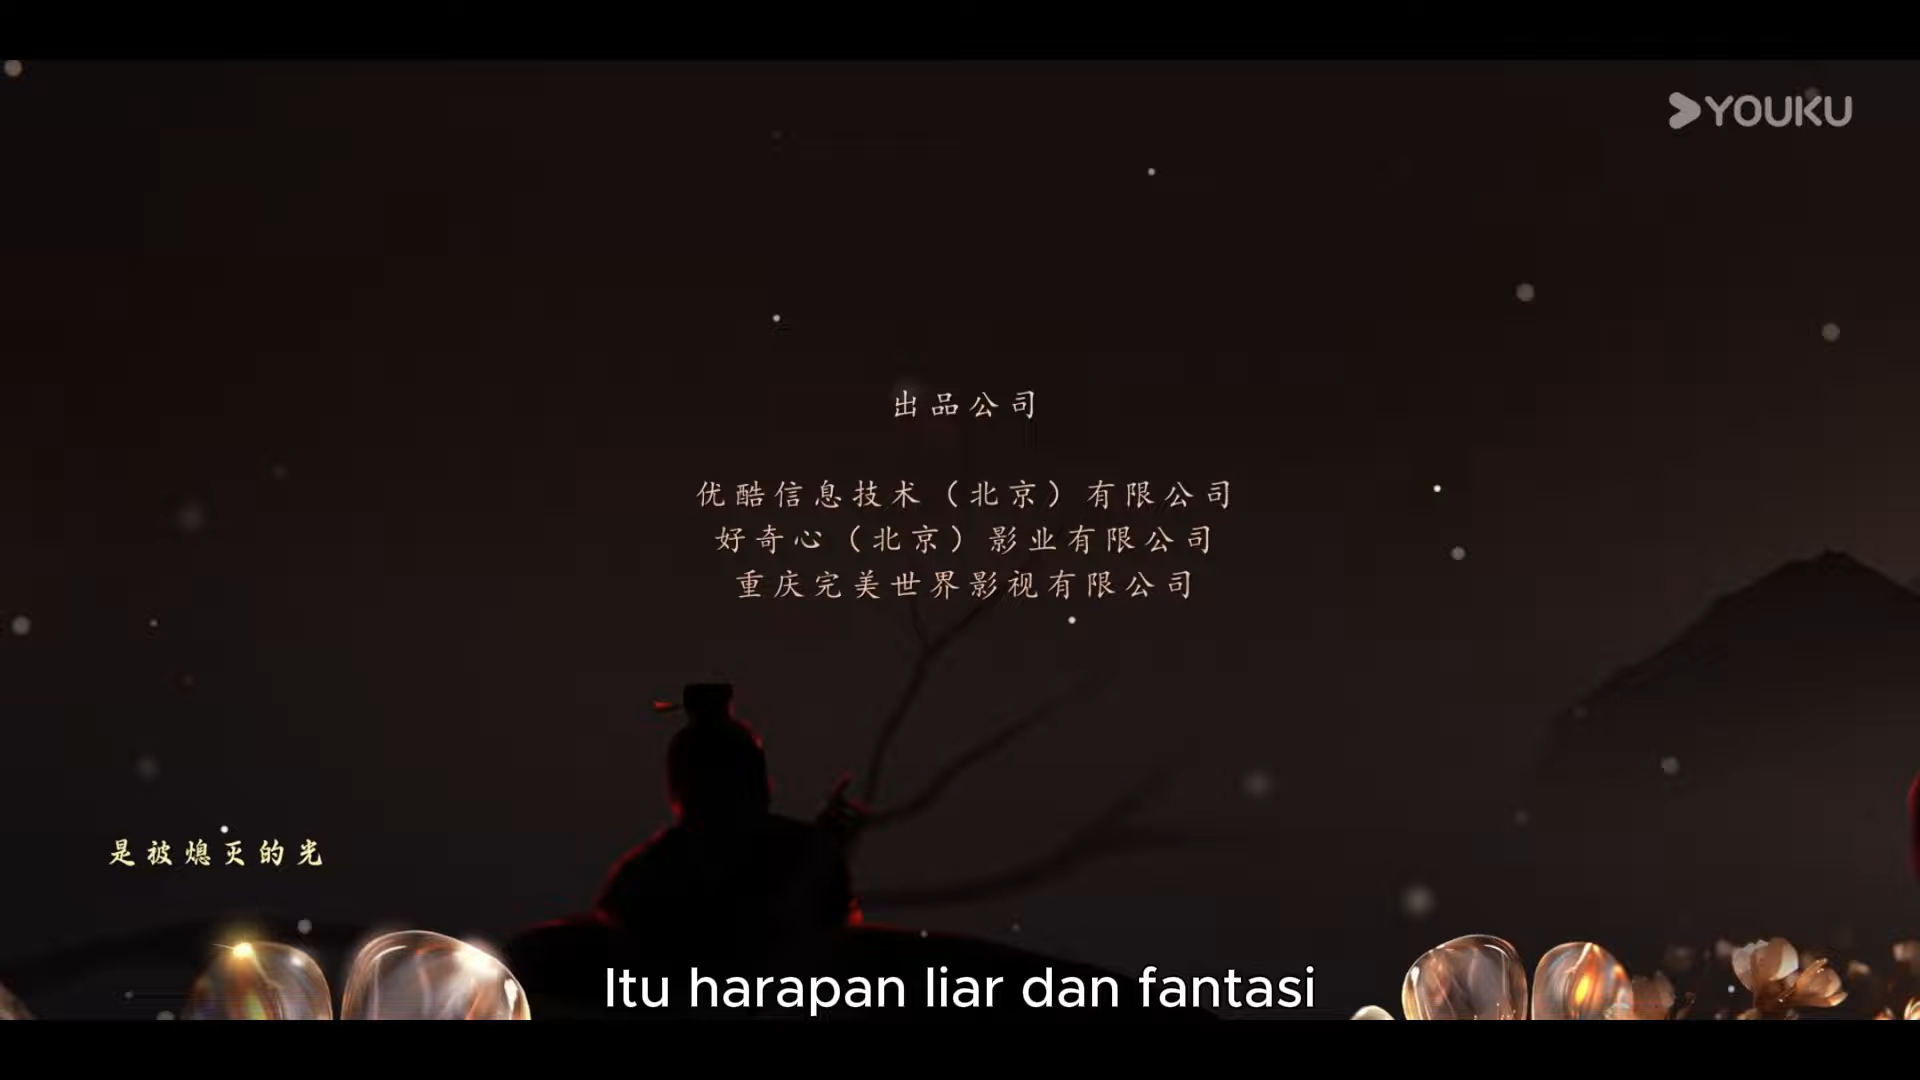 YOUKU
出品公司
优酷信息技术（北京）有限公司
好奇心（北京）影业有限公司
重庆完美世界影视有限公司
是被熄灭的光
Itu harapan liar dan fantasi